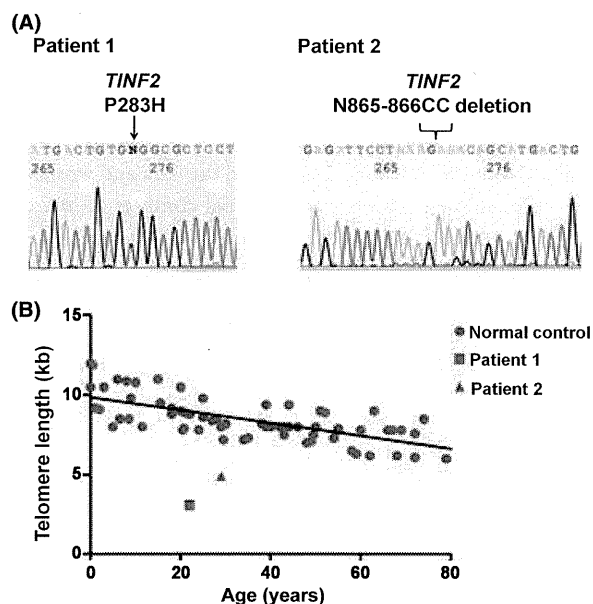 (A)
Patient 1
Patient 2
TINF2
P283H
TINF2
N865-866CC deletion
ATGACTGTGNGGCGCTCCT
265 276
265 276
(B)
15
10
5
0
Telomere length (kb)
0 20 40 60 80
Age (years)
Normal control
Patient 1
Patient 2